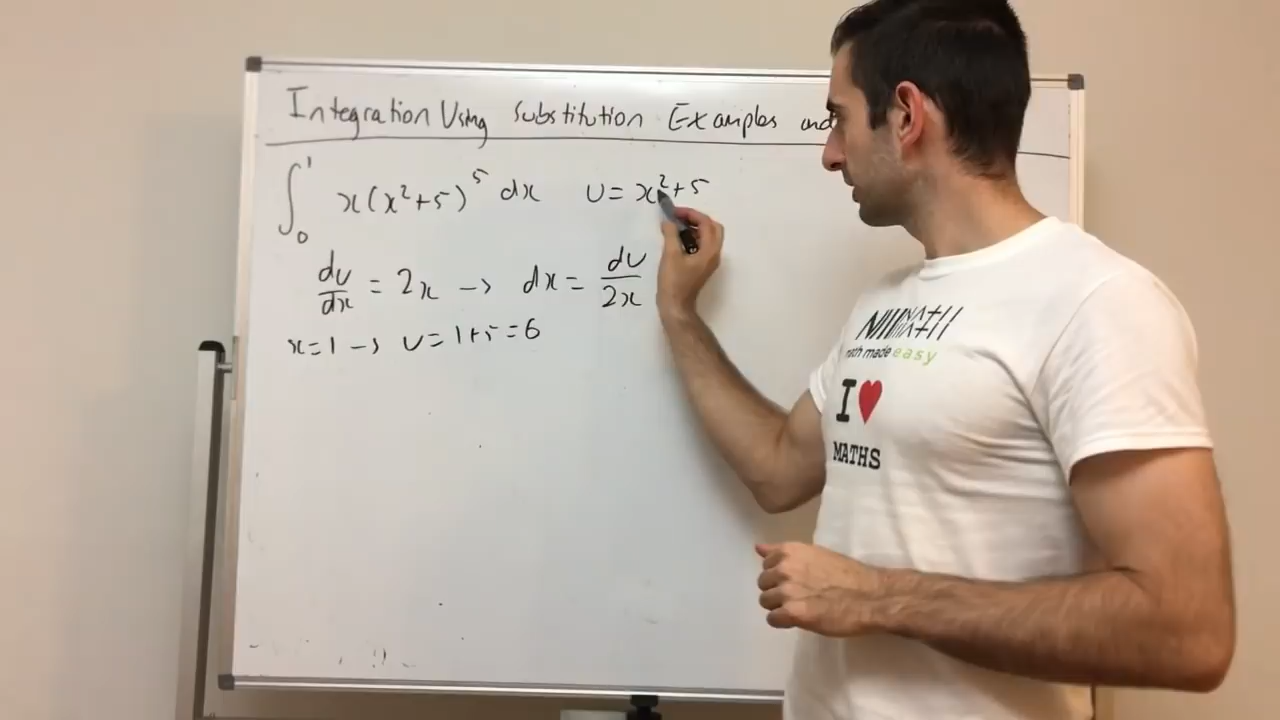 Integration Using Substitution Examples and
∫₀¹ x(x²+5)⁵ dx   u = x²+5
du/dx = 2x → dx = du/2x
x=1 → u=1+5=6
math made easy
I ❤
MATHS